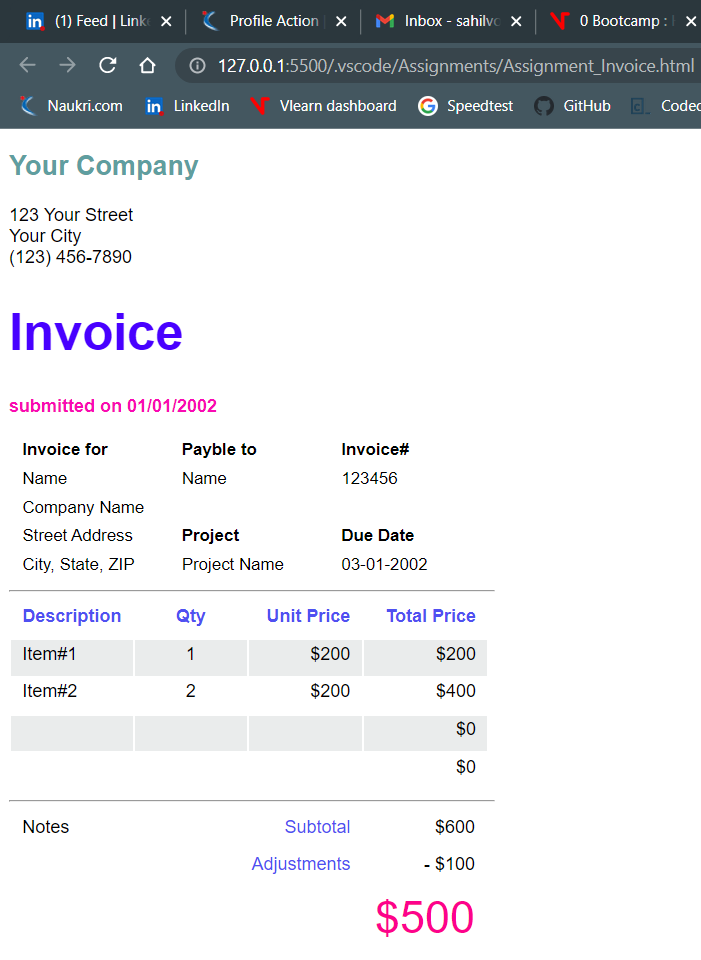 (1) Feed | Link
Profile Action
Inbox - sahilvc
0 Bootcamp :
127.0.0.1:5500/.vscode/Assignments/Assignment_Invoice.html
Naukri.com
LinkedIn
Vlearn dashboard
Speedtest
GitHub
Codec
Your Company
123 Your Street
Your City
(123) 456-7890
Invoice
submitted on 01/01/2002
Invoice for Payble to Invoice#
Name Name 123456
Company Name
Street Address Project Due Date
City, State, ZIP Project Name 03-01-2002
Description Qty Unit Price Total Price
Item#1 1 $200 $200
Item#2 2 $200 $400
$0
$0
Notes Subtotal $600
Adjustments - $100
$500